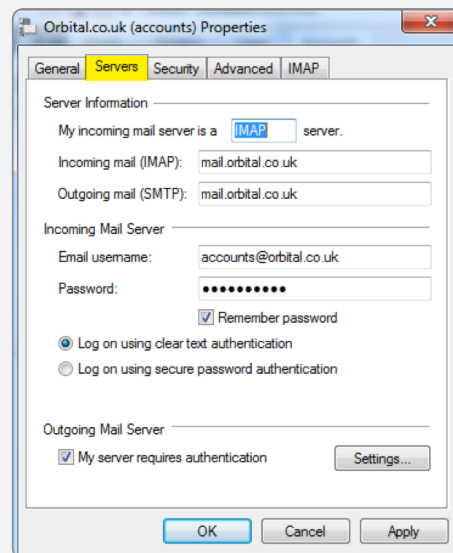 Orbital.co.uk (accounts) Properties
General Servers Security Advanced IMAP
Server Information
My incoming mail server is a IMAP server.
Incoming mail (IMAP): mail.orbital.co.uk
Outgoing mail (SMTP): mail.orbital.co.uk
Incoming Mail Server
Email username: accounts@orbital.co.uk
Password: ●●●●●●●●●●
Remember password
Log on using clear text authentication
Log on using secure password authentication
Outgoing Mail Server
My server requires authentication Settings...
OK Cancel Apply